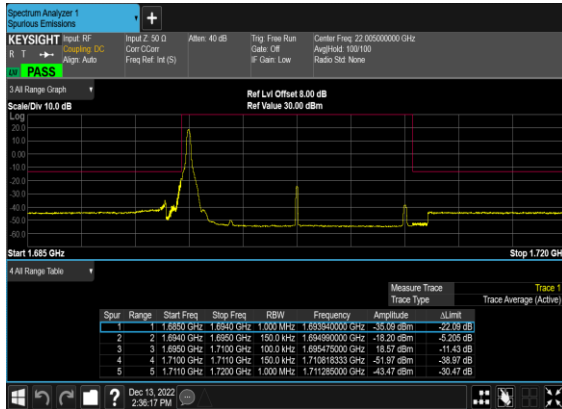 Spectrum Analyzer 1
Spurious Emissions
KEYSIGHT Input: RF Input Z: 50 Ω Atten: 40 dB Trig: Free Run Center Freq: 22.005000000 GHz
R T Coupling: DC Corr CCorr Gate: Off Avg|Hold: 100/100
Align: Auto Freq Ref: Int (S) IF Gain: Low Radio Std: None
PASS
3 All Range Graph
Ref Lvl Offset 8.00 dB
Scale/Div 10.0 dB Ref Value 30.00 dBm
Log
20.0
10.0
0.00
-10.0
-20.0
-30.0
-40.0
-50.0
-60.0
Start 1.685 GHz Stop 1.720 GH
4 All Range Table
Measure Trace Trace 1
Trace Type Trace Average (Active)
Spur Range Start Freq Stop Freq RBW Frequency Amplitude ΔLimit
1 1 1.6850 GHz 1.6940 GHz 1.000 MHz 1.693940000 GHz -35.09 dBm -22.09 dB
2 2 1.6940 GHz 1.6950 GHz 150.0 kHz 1.694990000 GHz -18.20 dBm -5.205 dB
3 3 1.6950 GHz 1.7100 GHz 100.0 kHz 1.695475000 GHz 18.57 dBm -11.43 dB
4 4 1.7100 GHz 1.7110 GHz 150.0 kHz 1.710818333 GHz -51.97 dBm -38.97 dB
5 5 1.7110 GHz 1.7200 GHz 1.000 MHz 1.711285000 GHz -43.47 dBm -30.47 dB
? Dec 13, 2022
2:36:17 PM